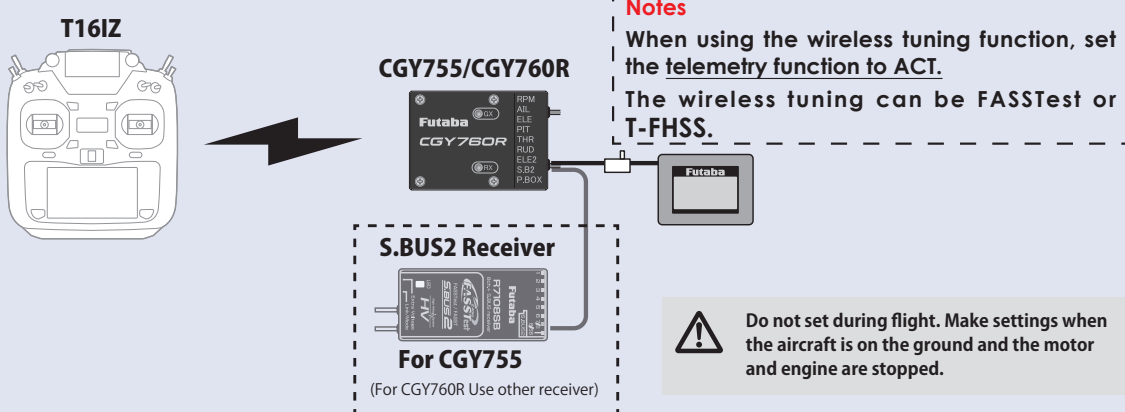 T16IZ
CGY755/CGY760R
Futaba
GX
CGY760R
RX
RPM
AIL
ELE
PIT
THR
RUD
ELE2
S.B2
P.BOX
Notes
When using the wireless tuning function, set
the telemetry function to ACT.
The wireless tuning can be FASSTest or
T-FHSS.
Futaba
S.BUS2 Receiver
Futaba
R7108SB
FASSTest
S.BUS2
HV
For CGY755
(For CGY760R Use other receiver)
Do not set during flight. Make settings when
the aircraft is on the ground and the motor
and engine are stopped.